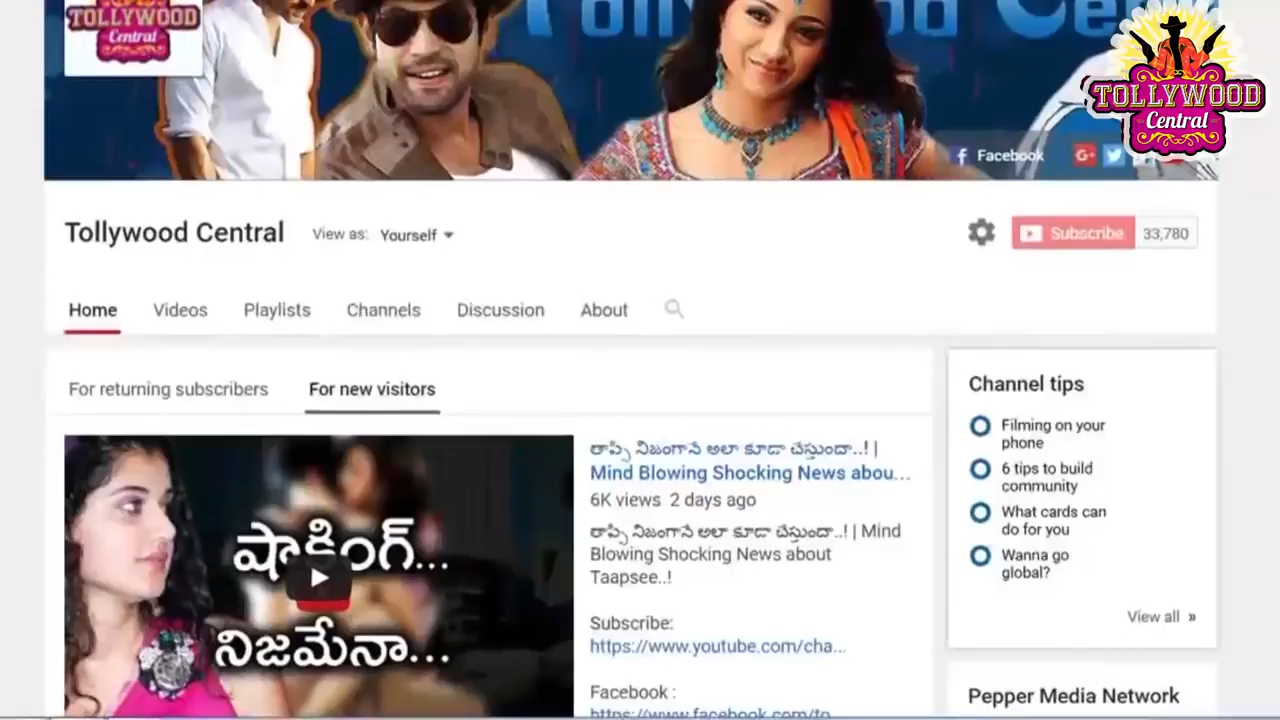 TOLLYWOOD
Central
TOLLYWOOD
Central
Facebook
Tollywood Central
View as: Yourself
Subscribe 33,780
Home Videos Playlists Channels Discussion About
For returning subscribers For new visitors
షాకింగ్...
నిజమేనా...
తాప్సి నిజంగానే అలా కూడా చేస్తుందా..! |
Mind Blowing Shocking News abou...
6K views 2 days ago
తాప్సి నిజంగానే అలా కూడా చేస్తుందా..! | Mind
Blowing Shocking News about
Taapsee..!
Subscribe:
https://www.youtube.com/cha...
Facebook :
Channel tips
Filming on your
phone
6 tips to build
community
What cards can
do for you
Wanna go
global?
View all »
Pepper Media Network